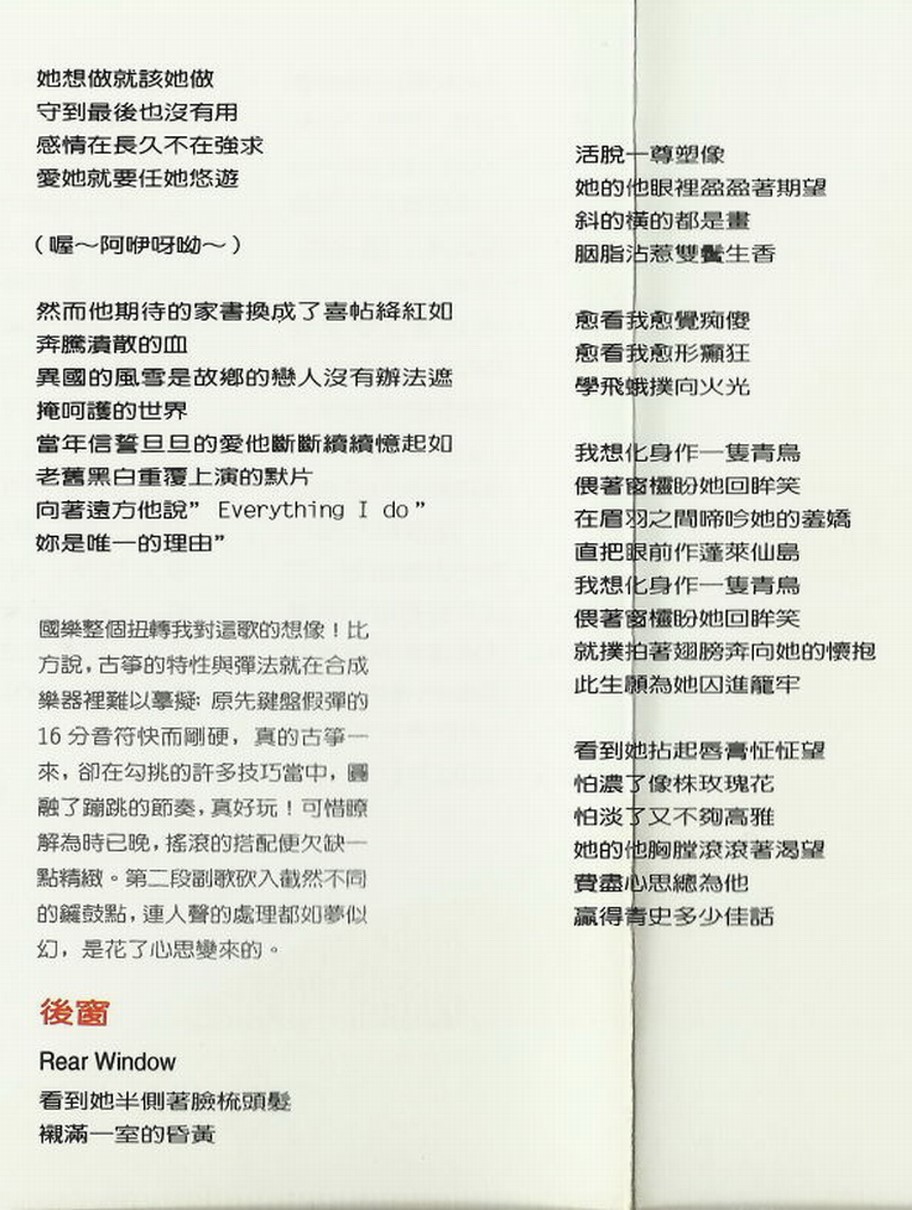 她想做就該她做
守到最後也沒有用
感情在長久不在強求
愛她就要任她悠遊
（喔～阿咿呀呦～）
然而他期待的家書換成了喜帖絳紅如
奔騰潰散的血
異國的風雪是故鄉的戀人沒有辦法遮
掩呵護的世界
當年信誓旦旦的愛他斷斷續續憶起如
老舊黑白重覆上演的默片
向著遠方他說” Everything I do”
妳是唯一的理由”
國樂整個扭轉我對這歌的想像！比
方說，古箏的特性與彈法就在合成
樂器裡難以摹擬；原先鍵盤假彈的
16 分音符快而剛硬，真的古箏一
來，卻在勾挑的許多技巧當中，圓
融了蹦跳的節奏，真好玩！可惜瞭
解為時已晚，搖滾的搭配便欠缺一
點精緻。第二段副歌砍入截然不同
的鑼鼓點，連人聲的處理都如夢似
幻，是花了心思變來的。
後窗
Rear Window
看到她半側著臉梳頭髮
襯滿一室的昏黃
活脫一尊塑像
她的他眼裡盈盈著期望
斜的橫的都是畫
胭脂沾惹雙鬢生香
愈看我愈覺痴傻
愈看我愈形癲狂
學飛蛾撲向火光
我想化身作一隻青鳥
偎著窗欞盼她回眸笑
在眉羽之間啼吟她的羞嬌
直把眼前作蓬萊仙島
我想化身作一隻青鳥
偎著窗欞盼她回眸笑
就撲拍著翅膀奔向她的懷抱
此生願為她囚進籠牢
看到她拈起唇膏怔怔望
怕濃了像株玫瑰花
怕淡了又不夠高雅
她的他胸膛滾滾著渴望
費盡心思總為他
贏得青史多少佳話